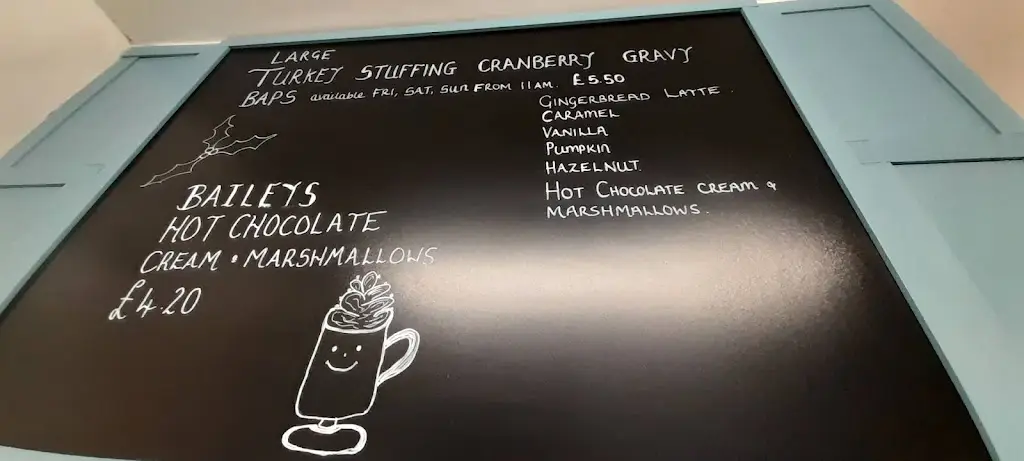 LARGE
TURKEY STUFFING CRANBERRY GRAVY
BAPS available FRI, SAT, SUN FROM 11AM. £5.50
GINGERBREAD LATTE.
CARAMEL
VANILLA
PUMPKIN
HAZELNUT.
HOT CHOCOLATE CREAM &
MARSHMALLOWS.
BAILEYS
HOT CHOCOLATE
CREAM • MARSHMALLOWS
£4.20